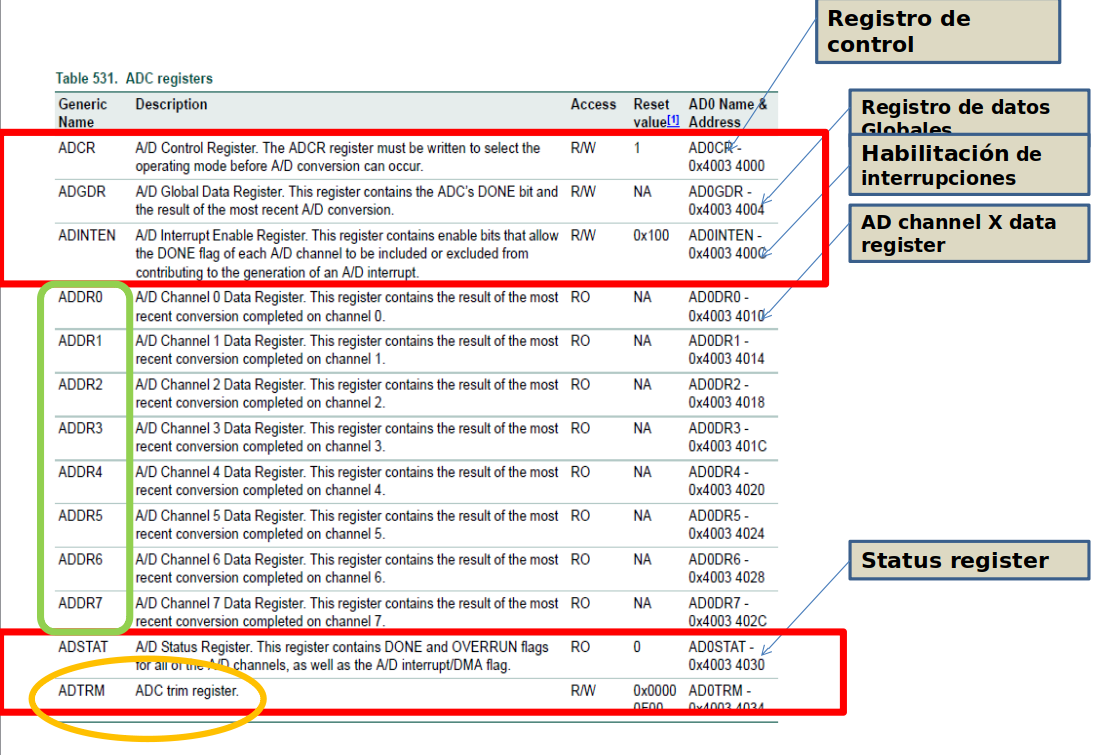 Registro de
control
Table 531. ADC registers
Generic Name Description Access Reset value[1] AD0 Name & Address
ADCR A/D Control Register. The ADCR register must be written to select the R/W 1 AD0CR -
operating mode before A/D conversion can occur. 0x4003 4000
ADGDR A/D Global Data Register. This register contains the ADC's DONE bit and R/W NA AD0GDR -
the result of the most recent A/D conversion. 0x4003 4004
ADINTEN A/D Interrupt Enable Register. This register contains enable bits that allow R/W 0x100 AD0INTEN -
the DONE flag of each A/D channel to be included or excluded from 0x4003 400C
contributing to the generation of an A/D interrupt.
ADDR0 A/D Channel 0 Data Register. This register contains the result of the most RO NA AD0DR0 -
recent conversion completed on channel 0. 0x4003 4010
ADDR1 A/D Channel 1 Data Register. This register contains the result of the most RO NA AD0DR1 -
recent conversion completed on channel 1. 0x4003 4014
ADDR2 A/D Channel 2 Data Register. This register contains the result of the most RO NA AD0DR2 -
recent conversion completed on channel 2. 0x4003 4018
ADDR3 A/D Channel 3 Data Register. This register contains the result of the most RO NA AD0DR3 -
recent conversion completed on channel 3. 0x4003 401C
ADDR4 A/D Channel 4 Data Register. This register contains the result of the most RO NA AD0DR4 -
recent conversion completed on channel 4. 0x4003 4020
ADDR5 A/D Channel 5 Data Register. This register contains the result of the most RO NA AD0DR5 -
recent conversion completed on channel 5. 0x4003 4024
ADDR6 A/D Channel 6 Data Register. This register contains the result of the most RO NA AD0DR6 -
recent conversion completed on channel 6. 0x4003 4028
ADDR7 A/D Channel 7 Data Register. This register contains the result of the most RO NA AD0DR7 -
recent conversion completed on channel 7. 0x4003 402C
ADSTAT A/D Status Register. This register contains DONE and OVERRUN flags RO 0 AD0STAT -
for all of the A/D channels, as well as the A/D interrupt/DMA flag. 0x4003 4030
ADTRM ADC trim register. R/W 0x0000 AD0TRM -
0F00 0x4003 4034
Registro de datos
Globales
Habilitación de
interrupciones
AD channel X data
register
Status register